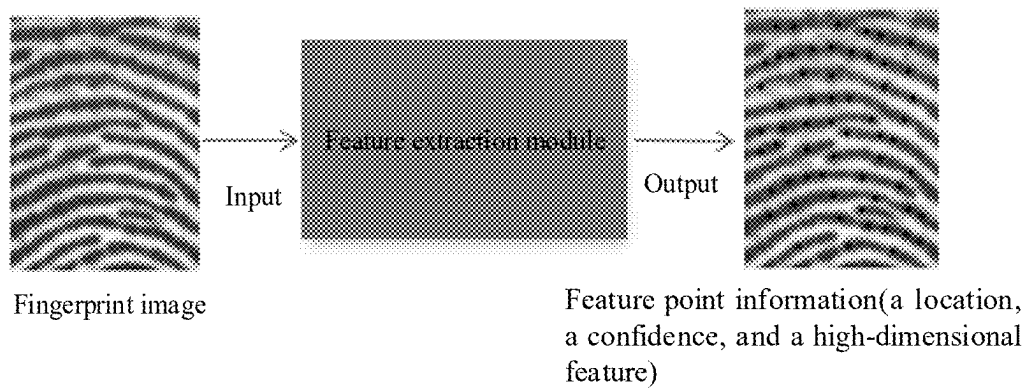 Feature extraction module
Input
Output
Fingerprint image
Feature point information(a location,
a confidence, and a high-dimensional
feature)